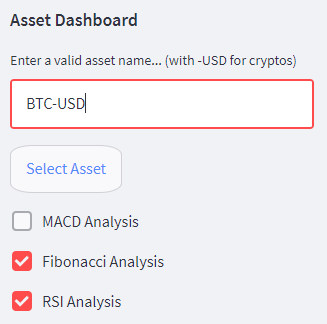 Asset Dashboard
Enter a valid asset name... (with -USD for cryptos)
BTC-USD
Select Asset
MACD Analysis
Fibonacci Analysis
RSI Analysis